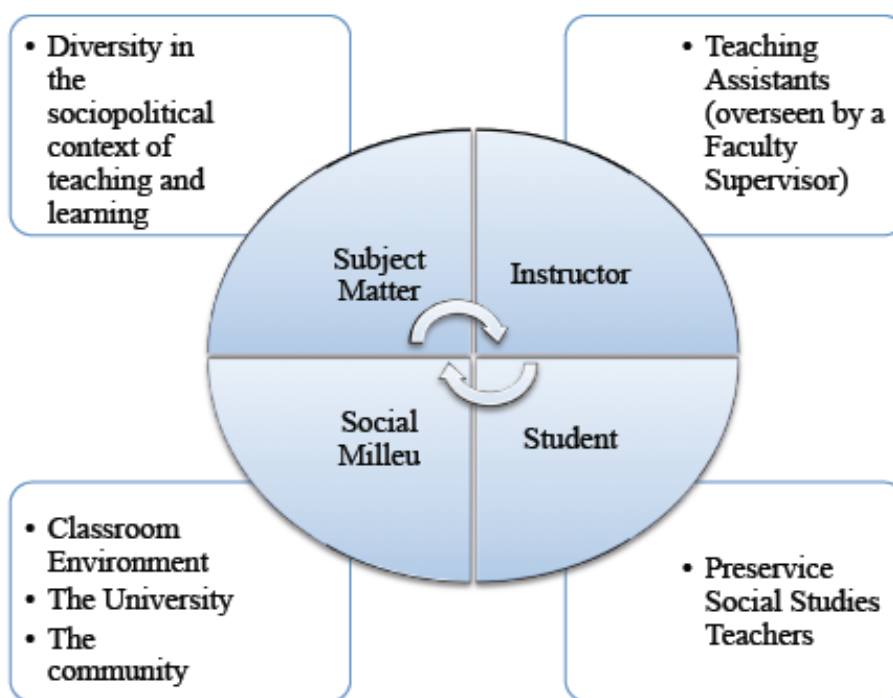 • Diversity in
the
sociopolitical
context of
teaching and
learning
• Teaching
Assistants
(overseen by a
Faculty
Supervisor)
Subject
Matter
Instructor
Social
Milleu
Student
• Classroom
Environment
• The University
• The
community
• Preservice
Social Studies
Teachers